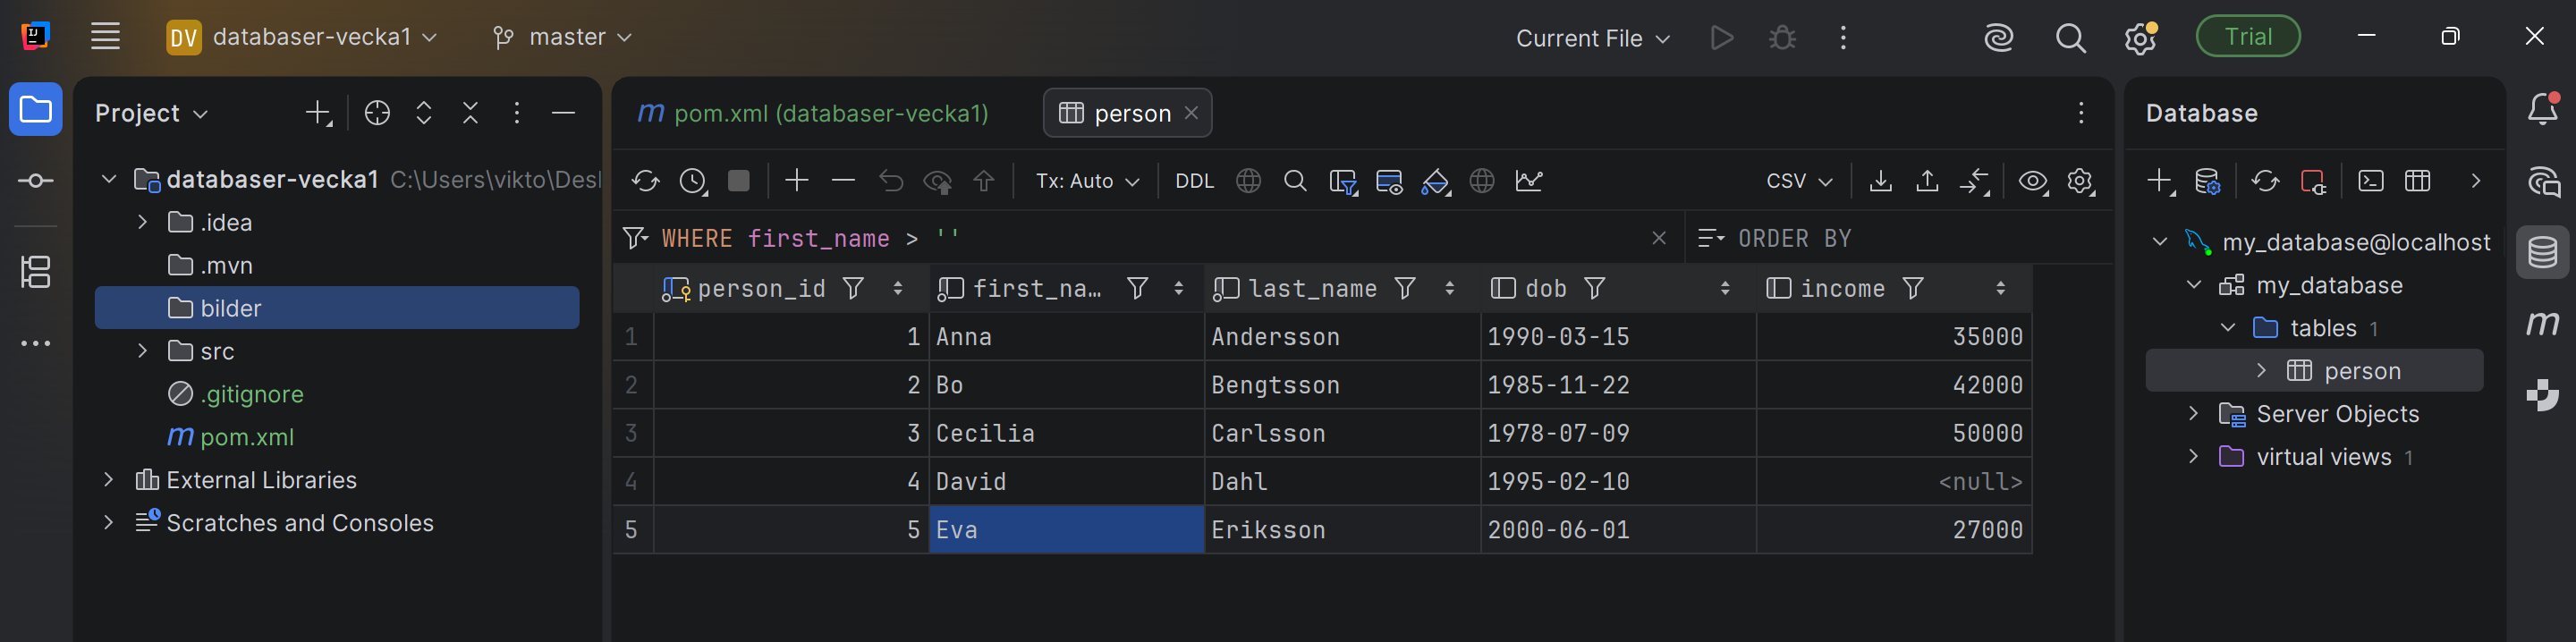 DV databaser-vecka1 master Current File Trial
Project
pom.xml (databaser-vecka1) person
Database
databaser-vecka1 C:\Users\vikto\Desl
.idea
.mvn
bilder
src
.gitignore
m pom.xml
External Libraries
Scratches and Consoles
Tx: Auto DDL CSV
WHERE first_name > '' ORDER BY
person_id first_na... last_name dob income
1 1 Anna Andersson 1990-03-15 35000
2 2 Bo Bengtsson 1985-11-22 42000
3 3 Cecilia Carlsson 1978-07-09 50000
4 4 David Dahl 1995-02-10 <null>
5 5 Eva Eriksson 2000-06-01 27000
my_database@localhost
my_database
tables 1
person
Server Objects
virtual views 1